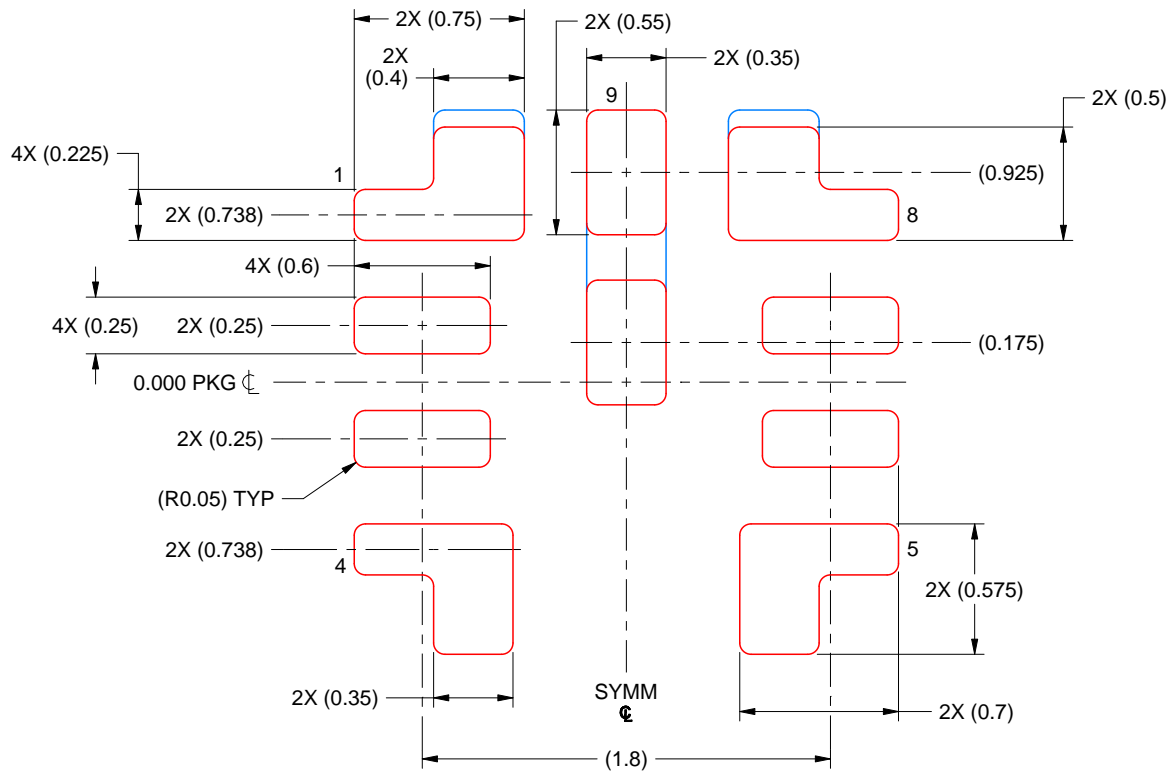 2X (0.75)
2X (0.55)
2X
(0.4)
2X (0.35)
2X (0.5)
9
4X (0.225)
1
(0.925)
2X (0.738)
8
4X (0.6)
4X (0.25)
2X (0.25)
(0.175)
0.000 PKG ℄
2X (0.25)
(R0.05) TYP
2X (0.738)
4
5
2X (0.575)
2X (0.35)
SYMM
℄
2X (0.7)
(1.8)